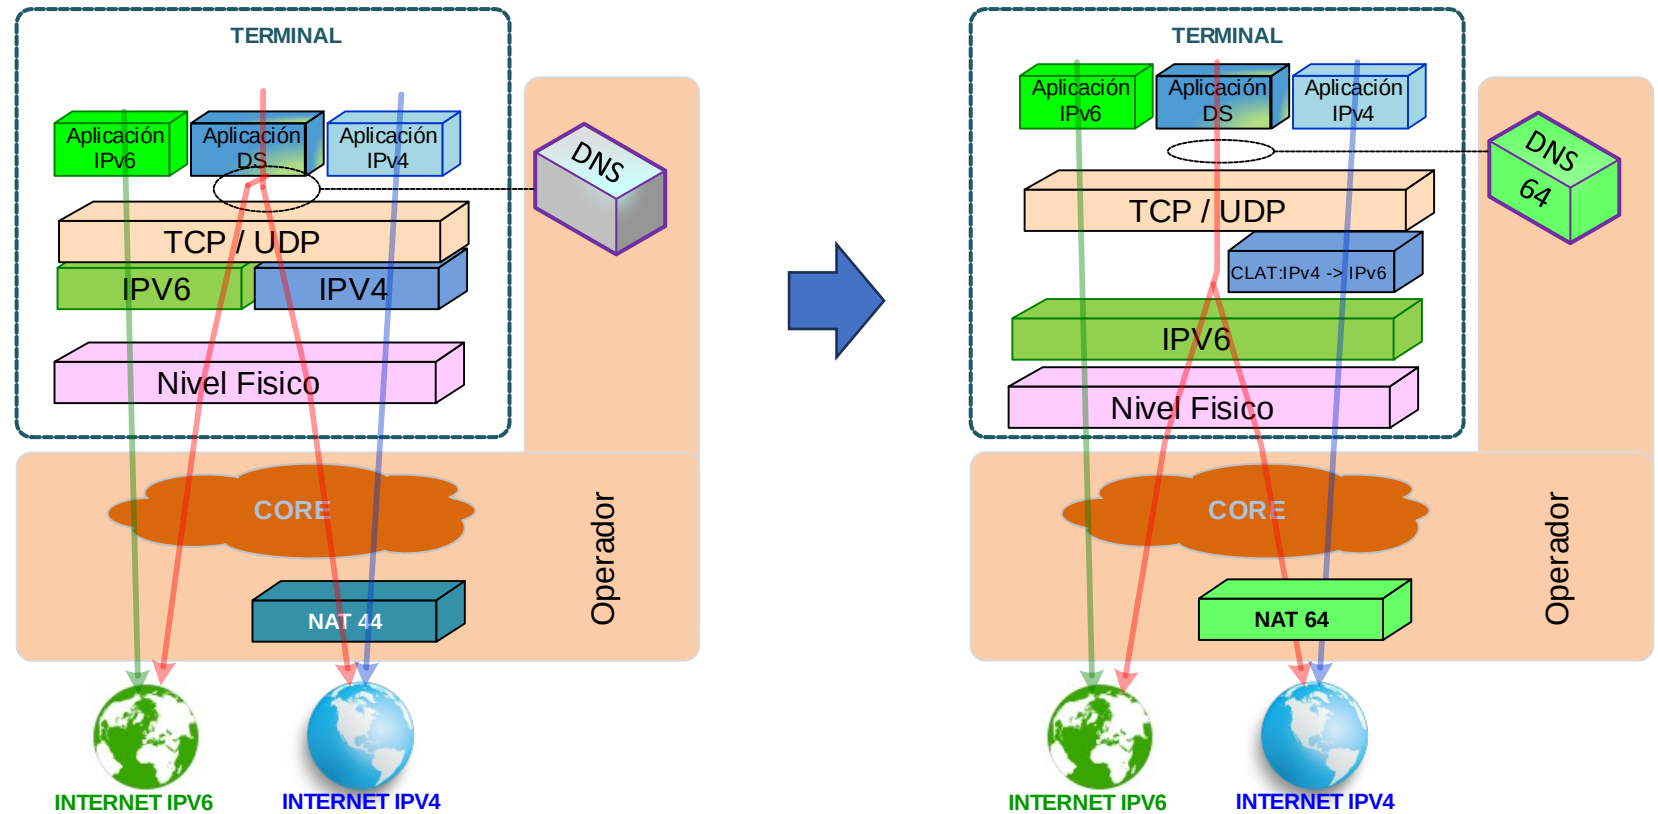 TERMINAL
Aplicación
IPv6
Aplicación
DS
Aplicación
IPv4
DNS
TCP / UDP
IPV6
IPV4
Nivel Fisico
CORE
Operador
NAT 44
INTERNET IPV6
INTERNET IPV4
TERMINAL
Aplicación
IPv6
Aplicación
DS
Aplicación
IPv4
DNS
64
TCP / UDP
CLAT:IPv4 -> IPv6
IPV6
Nivel Fisico
CORE
Operador
NAT 64
INTERNET IPV6
INTERNET IPV4